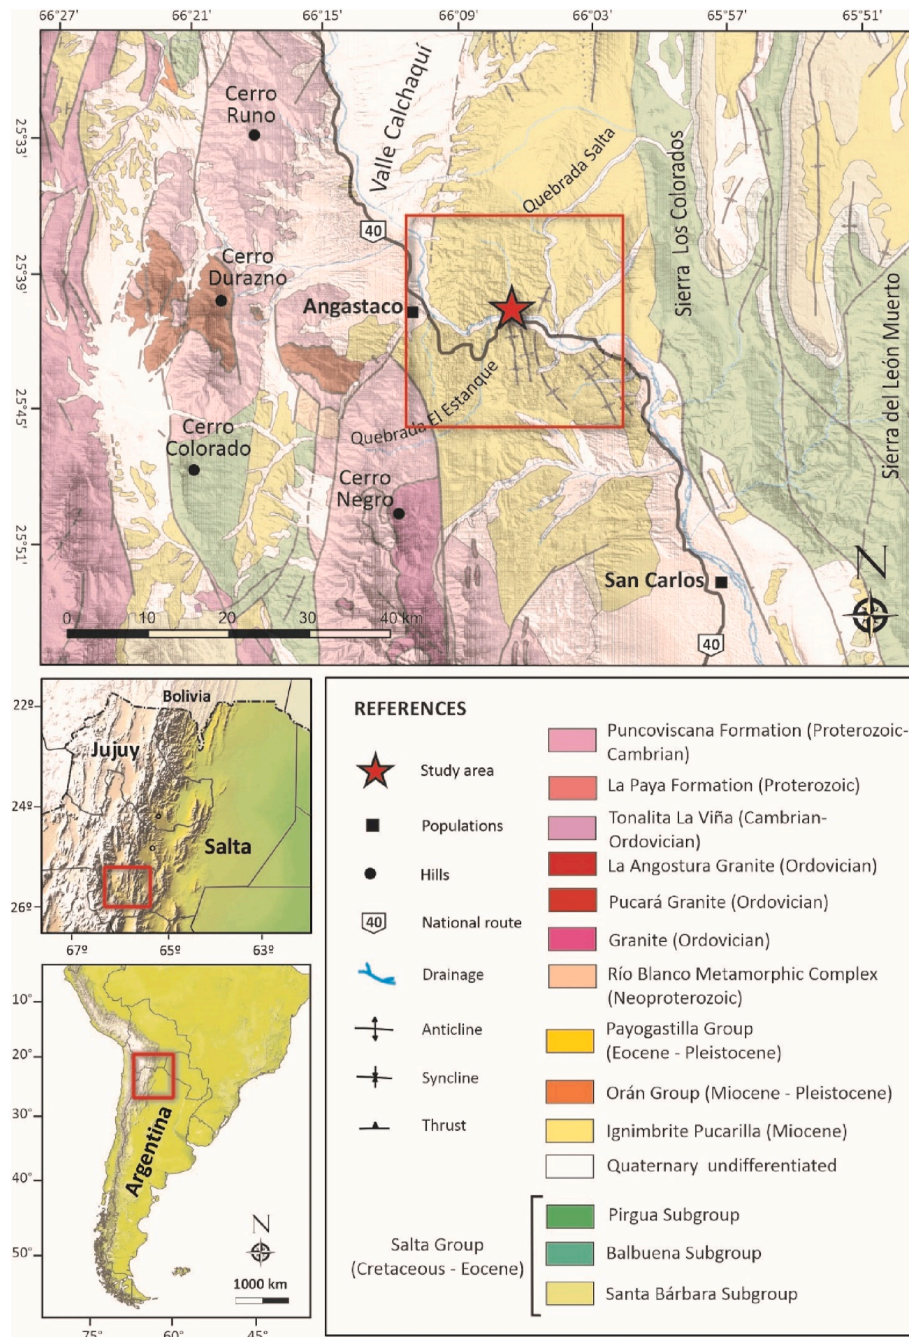 66°27' 66°21' 66°15' 66°09' 66°03' 65°57' 65°51'
25°33'
25°39'
25°45'
25°51'
Cerro
Runo
Valle Calchaquí
Quebrada Salta
Sierra Los Colorados
40
Cerro
Durazno
Angastaco
Sierra del León Muerto
Quebrada El Estanque
Cerro
Colorado
Cerro
Negro
San Carlos
N
0 10 20 30 40 km
40
22º
24º
26º
Bolivia
Jujuy
Salta
67º 65º 63º
10°
20°
30°
40°
50°
Argentina
N
1000 km
75° 60° 45°
REFERENCES
Study area
Populations
Hills
40
National route
Drainage
Anticline
Syncline
Thrust
Puncoviscana Formation (Proterozoic-
Cambrian)
La Paya Formation (Proterozoic)
Tonalita La Viña (Cambrian-
Ordovician)
La Angostura Granite (Ordovician)
Pucará Granite (Ordovician)
Granite (Ordovician)
Río Blanco Metamorphic Complex
(Neoproterozoic)
Payogastilla Group
(Eocene - Pleistocene)
Orán Group (Miocene - Pleistocene)
Ignimbrite Pucarilla (Miocene)
Quaternary undifferentiated
Salta Group
(Cretaceous - Eocene)
Pirgua Subgroup
Balbuena Subgroup
Santa Bárbara Subgroup